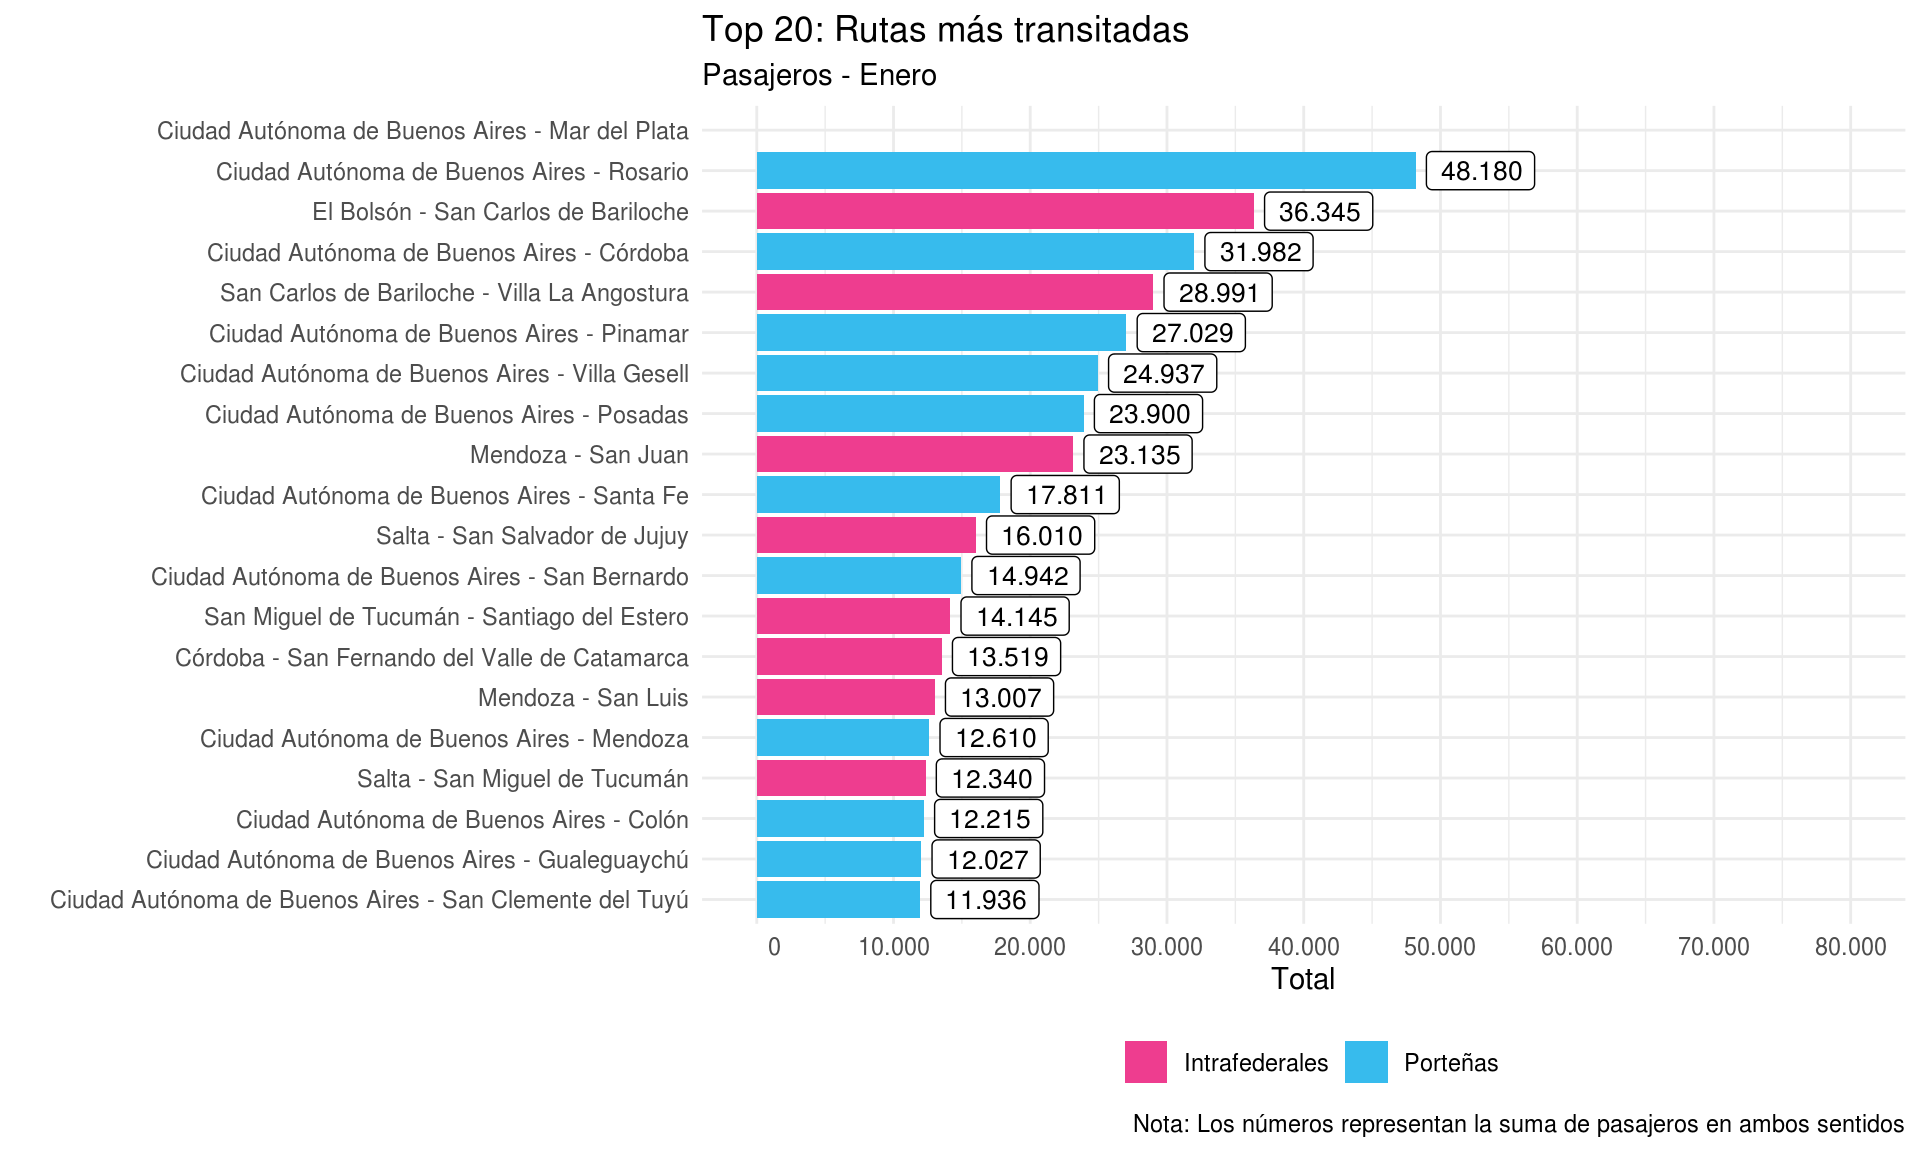 Top 20: Rutas más transitadas
Pasajeros - Enero
Ciudad Autónoma de Buenos Aires - Mar del Plata
Ciudad Autónoma de Buenos Aires - Rosario 48.180
El Bolsón - San Carlos de Bariloche 36.345
Ciudad Autónoma de Buenos Aires - Córdoba 31.982
San Carlos de Bariloche - Villa La Angostura 28.991
Ciudad Autónoma de Buenos Aires - Pinamar 27.029
Ciudad Autónoma de Buenos Aires - Villa Gesell 24.937
Ciudad Autónoma de Buenos Aires - Posadas 23.900
Mendoza - San Juan 23.135
Ciudad Autónoma de Buenos Aires - Santa Fe 17.811
Salta - San Salvador de Jujuy 16.010
Ciudad Autónoma de Buenos Aires - San Bernardo 14.942
San Miguel de Tucumán - Santiago del Estero 14.145
Córdoba - San Fernando del Valle de Catamarca 13.519
Mendoza - San Luis 13.007
Ciudad Autónoma de Buenos Aires - Mendoza 12.610
Salta - San Miguel de Tucumán 12.340
Ciudad Autónoma de Buenos Aires - Colón 12.215
Ciudad Autónoma de Buenos Aires - Gualeguaychú 12.027
Ciudad Autónoma de Buenos Aires - San Clemente del Tuyú 11.936
0 10.000 20.000 30.000 40.000 50.000 60.000 70.000 80.000
Total
Intrafederales Porteñas
Nota: Los números representan la suma de pasajeros en ambos sentidos